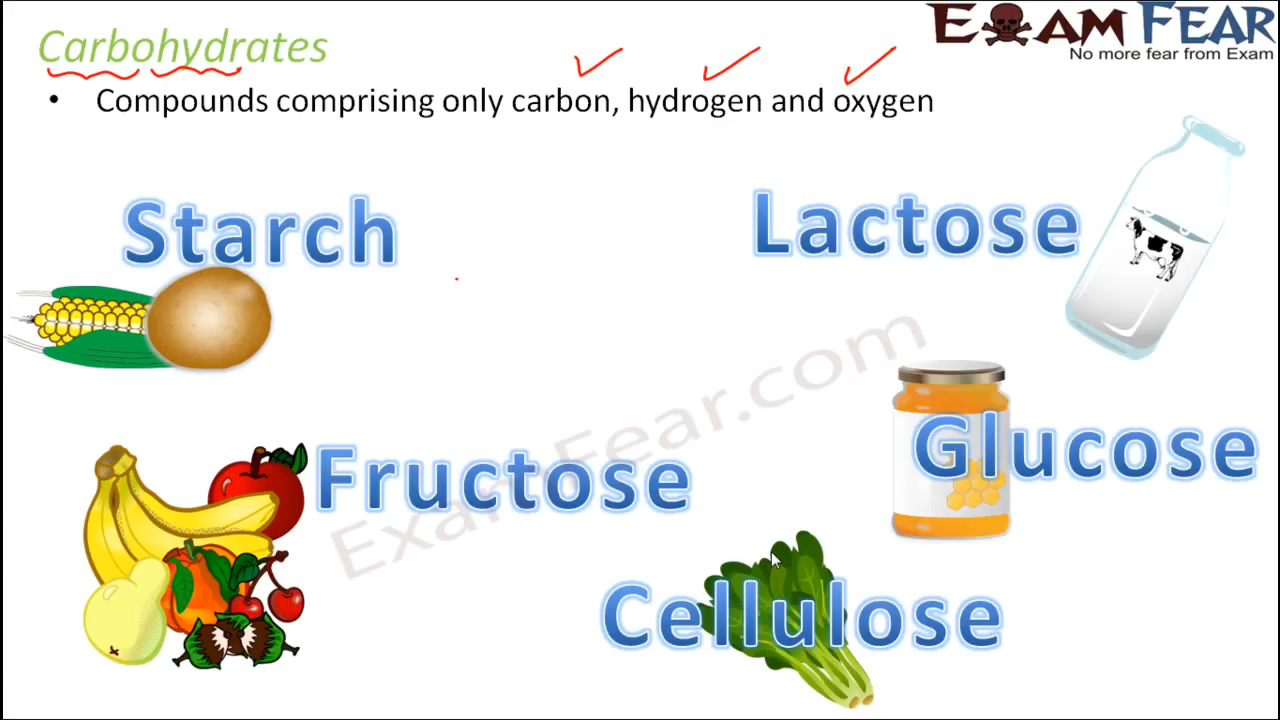 Carbohydrates
EXAM FEAR
No more fear from Exam
• Compounds comprising only carbon, hydrogen and oxygen
Starch
Lactose
Glucose
Fructose
ExamFear.com
Cellulose